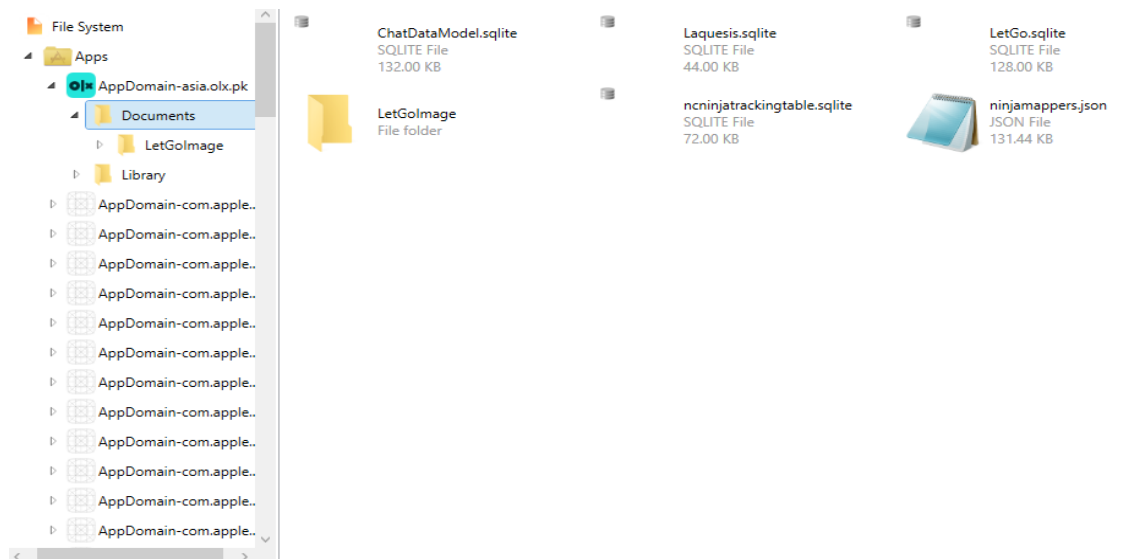 File System
Apps
olx AppDomain-asia.olx.pk
Documents
LetGoImage
Library
AppDomain-com.apple..
AppDomain-com.apple..
AppDomain-com.apple..
AppDomain-com.apple..
AppDomain-com.apple..
AppDomain-com.apple..
AppDomain-com.apple..
AppDomain-com.apple..
AppDomain-com.apple..
AppDomain-com.apple..
AppDomain-com.apple..
AppDomain-com.apple..
ChatDataModel.sqlite
SQLITE File
132.00 KB
Laquesis.sqlite
SQLITE File
44.00 KB
LetGo.sqlite
SQLITE File
128.00 KB
LetGoImage
File folder
ncninjatrackingtable.sqlite
SQLITE File
72.00 KB
ninjamappers.json
JSON File
131.44 KB